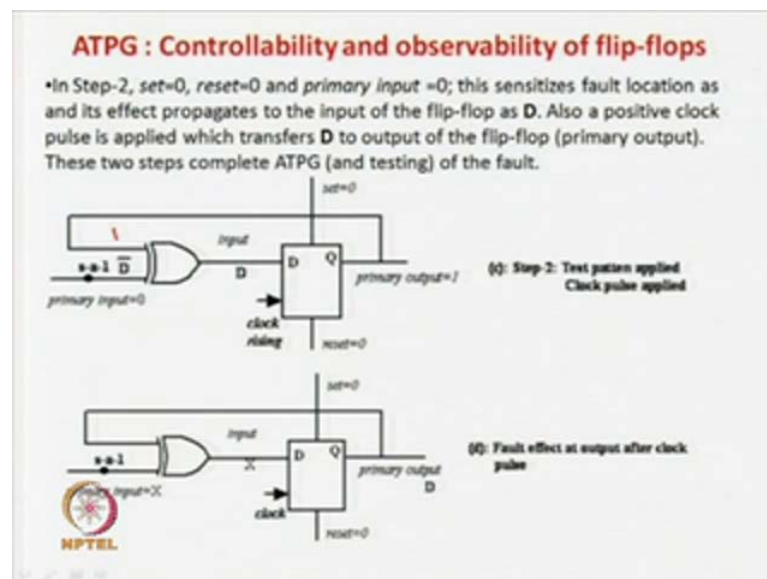 ATPG : Controllability and observability of flip-flops
•In Step-2, set=0, reset=0 and primary input =0; this sensitizes fault location as
and its effect propagates to the input of the flip-flop as D. Also a positive clock
pulse is applied which transfers D to output of the flip-flop (primary output).
These two steps complete ATPG (and testing) of the fault.
set=0
1
input
s-a-1 D̅
D
D Q
primary output=1
primary input=0
clock
rising
reset=0
(c): Step-2: Test pattern applied
Clock pulse applied
set=0
input
s-a-1
X
D Q
primary output
D
input=X
clock
reset=0
(d): Fault effect at output after clock
pulse
NPTEL